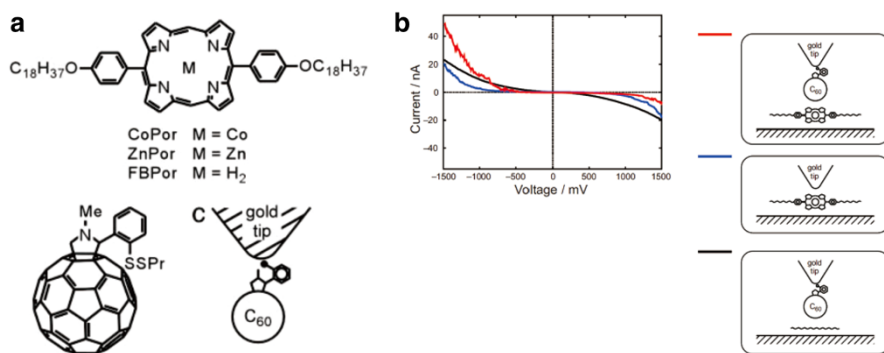 a
C18H37O
N
N
M
N
N
OC18H37
CoPor M = Co
ZnPor M = Zn
FBPor M = H2
Me
N
SSPr
c
gold
tip
C60
b
Current / nA
40
20
0
−20
−40
−1500 −1000 −500 0 500 1000 1500
Voltage / mV
gold
tip
C60
gold
tip
gold
tip
C60